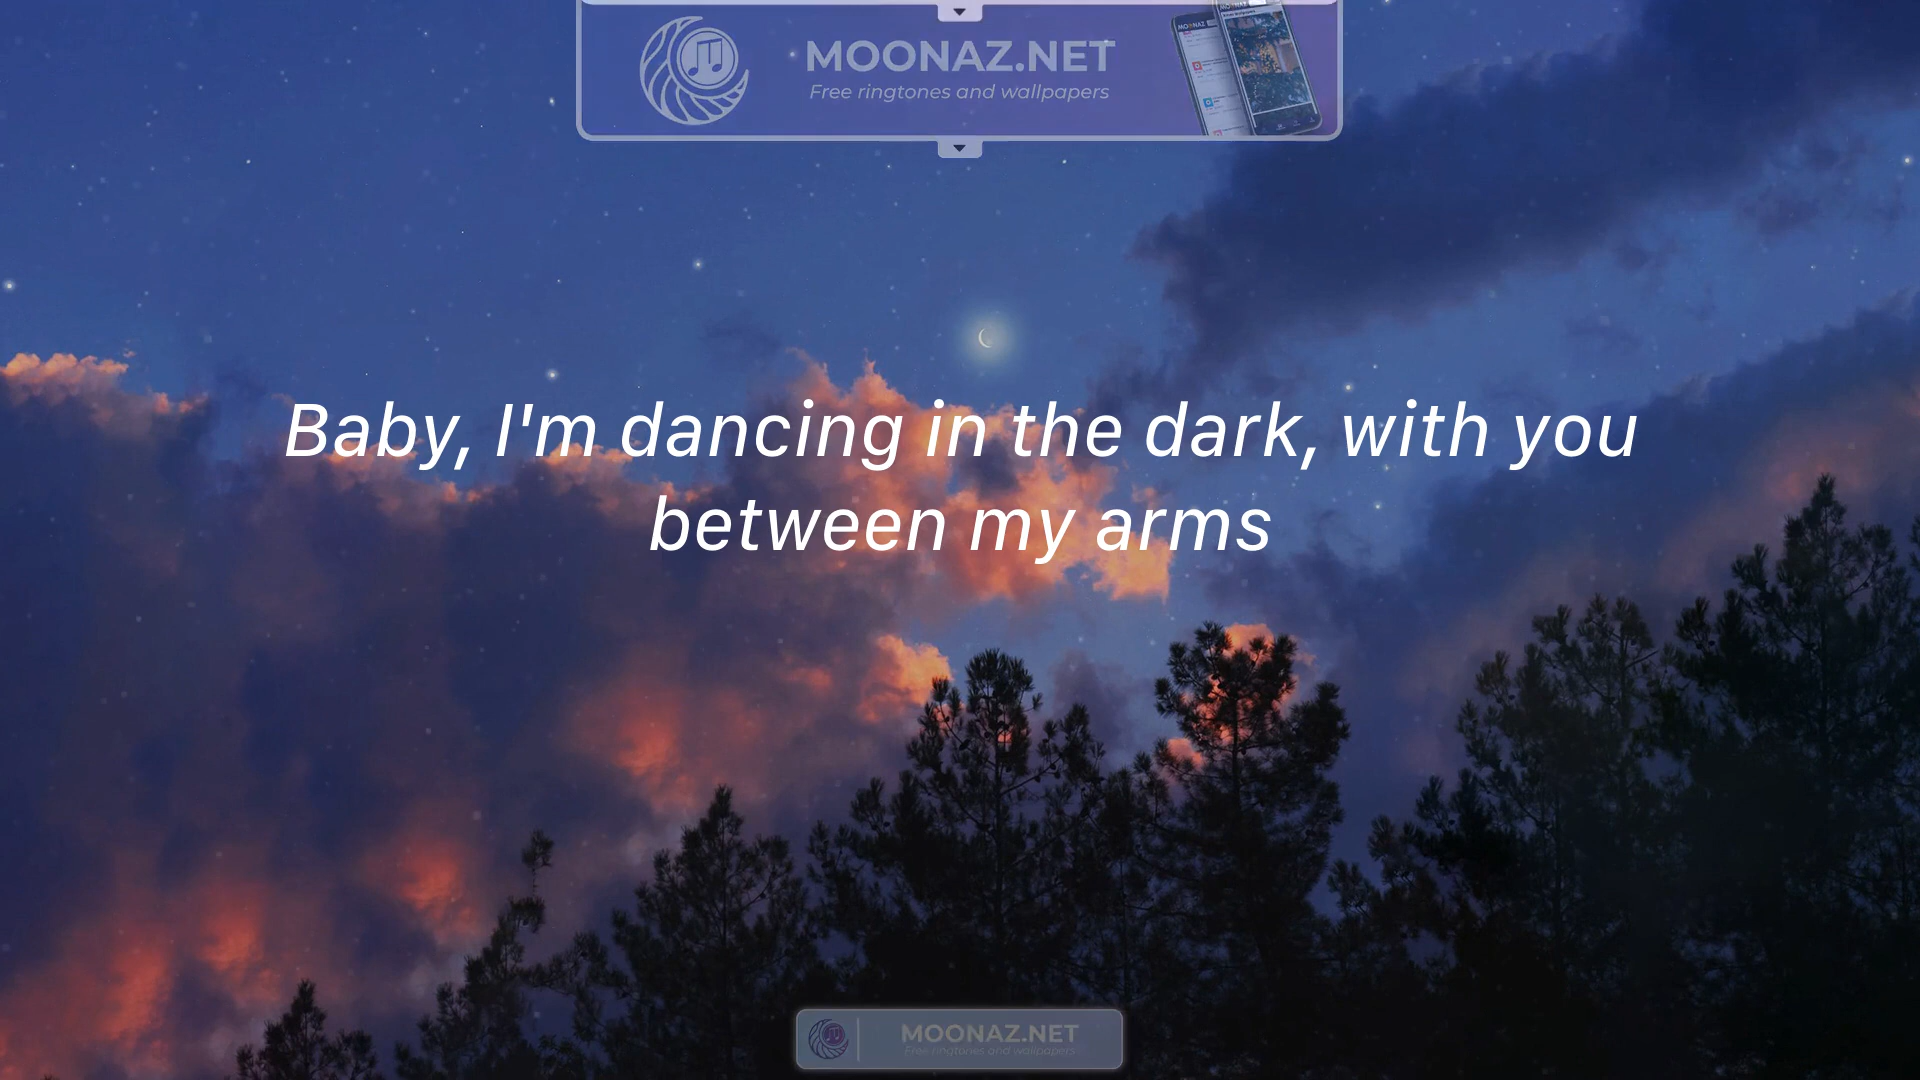 MOONAZ.NET
Free ringtones and wallpapers
Baby, I'm dancing in the dark, with you
between my arms
MOONAZ.NET
Free ringtones and wallpapers